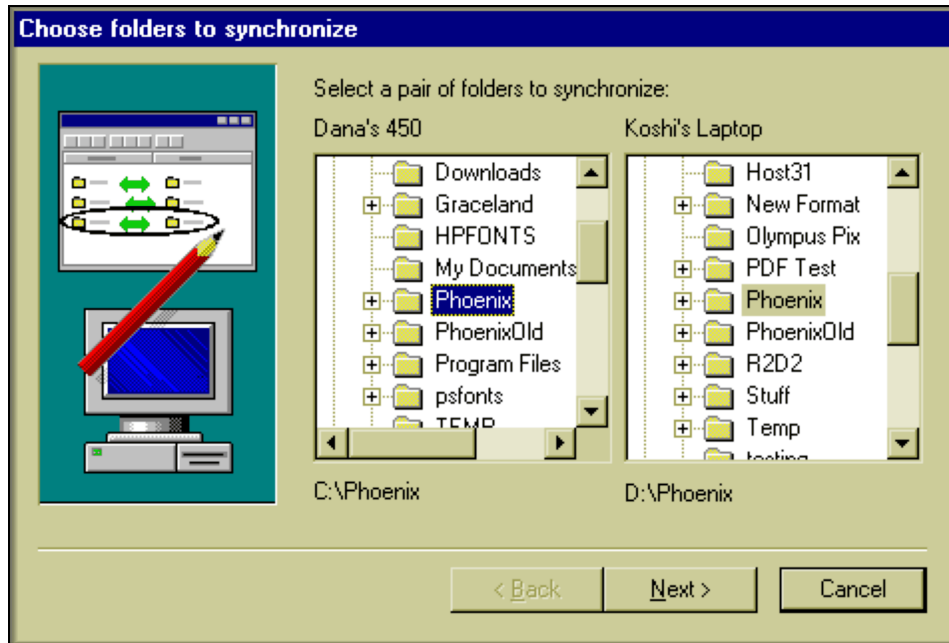 Choose folders to synchronize
Select a pair of folders to synchronize:
Dana's 450
Downloads
Graceland
HPFONTS
My Documents
Phoenix
PhoenixOld
Program Files
psfonts
TEMP
C:\Phoenix
Koshi's Laptop
Host31
New Format
Olympus Pix
PDF Test
Phoenix
PhoenixOld
R2D2
Stuff
Temp
testing
D:\Phoenix
< Back
Next >
Cancel